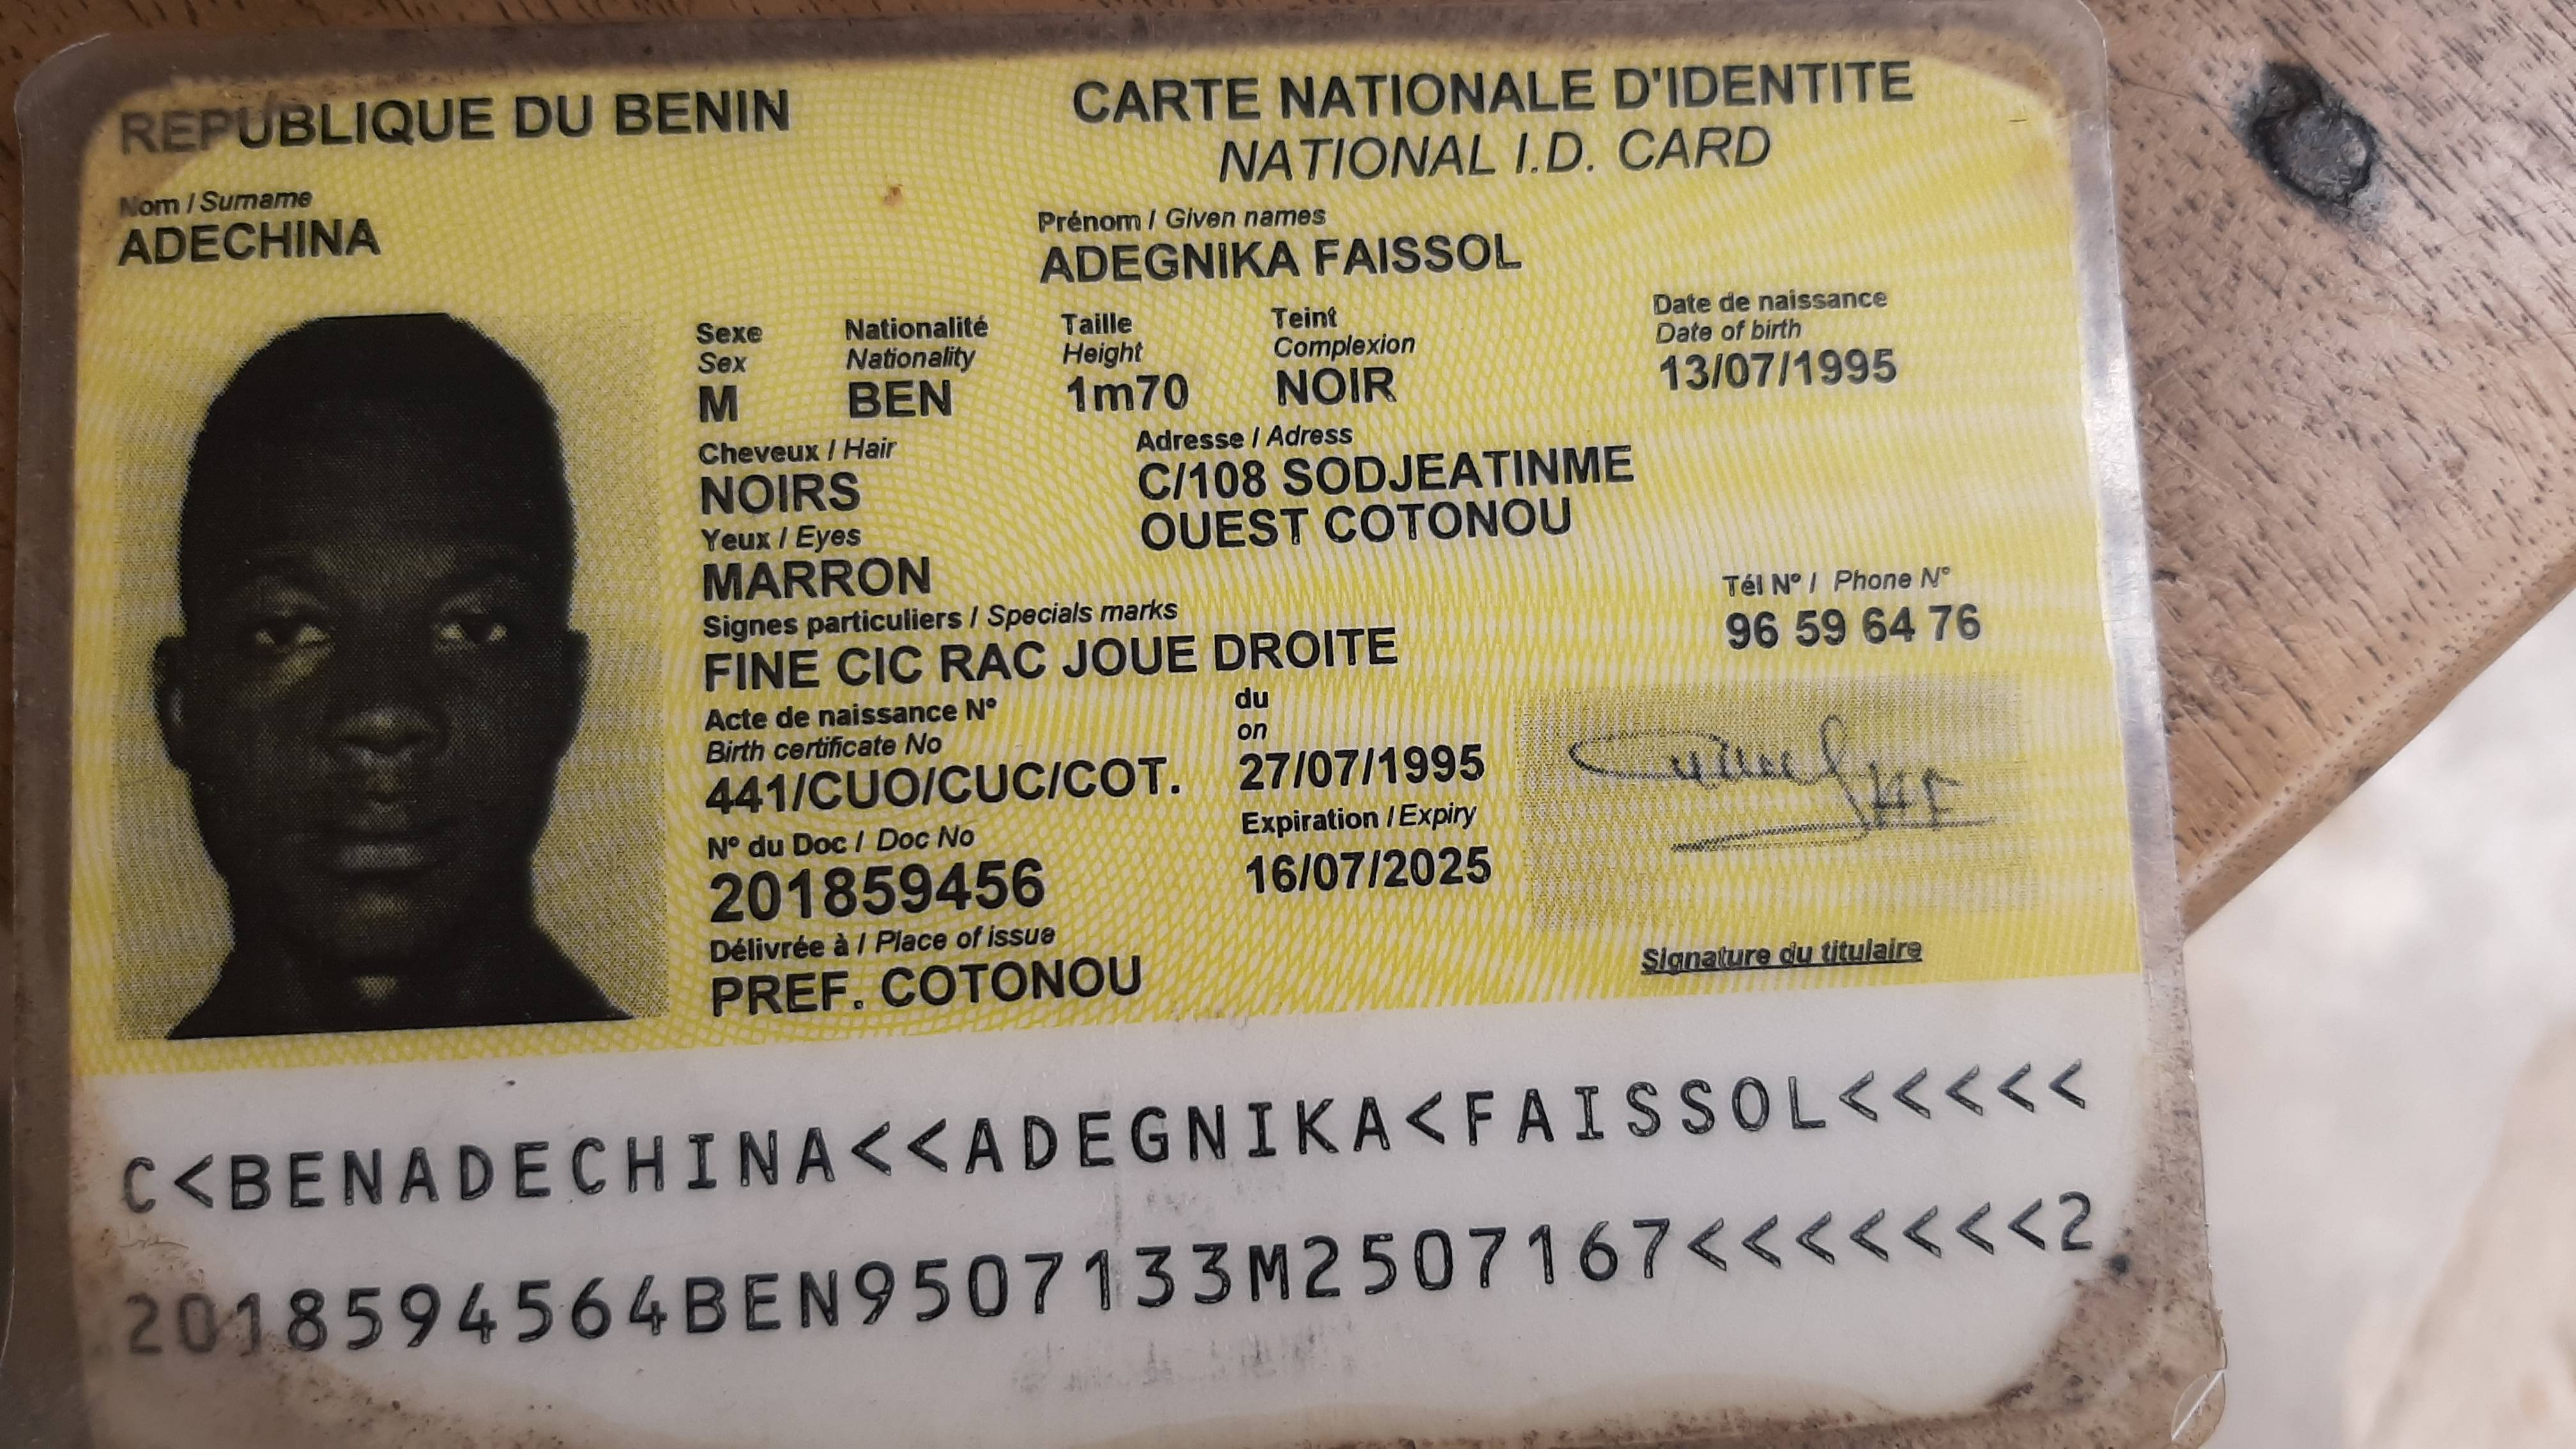 REPUBLIQUE DU BENIN
CARTE NATIONALE D'IDENTITE
NATIONAL I.D. CARD
Nom / Surname
ADECHINA
Prénom / Given names
ADEGNIKA FAISSOL
Sexe Nationalité Taille Teint Date de naissance
Sex Nationality Height Complexion Date of birth
M BEN 1m70 NOIR 13/07/1995
Cheveux / Hair
NOIRS
Adresse / Adress
C/108 SODJEATINME
OUEST COTONOU
Yeux / Eyes
MARRON
Tél N° / Phone N°
96 59 64 76
Signes particuliers / Specials marks
FINE CIC RAC JOUE DROITE
Acte de naissance N° du
Birth certificate No on
441/CUO/CUC/COT. 27/07/1995
N° du Doc / Doc No Expiration / Expiry
201859456 16/07/2025
Délivrée à / Place of issue
PREF. COTONOU
Signature du titulaire
C<BENADECHINA<<ADEGNIKA<FAISSOL<<<<<
2018594564BEN9507133M2507167<<<<<<<2